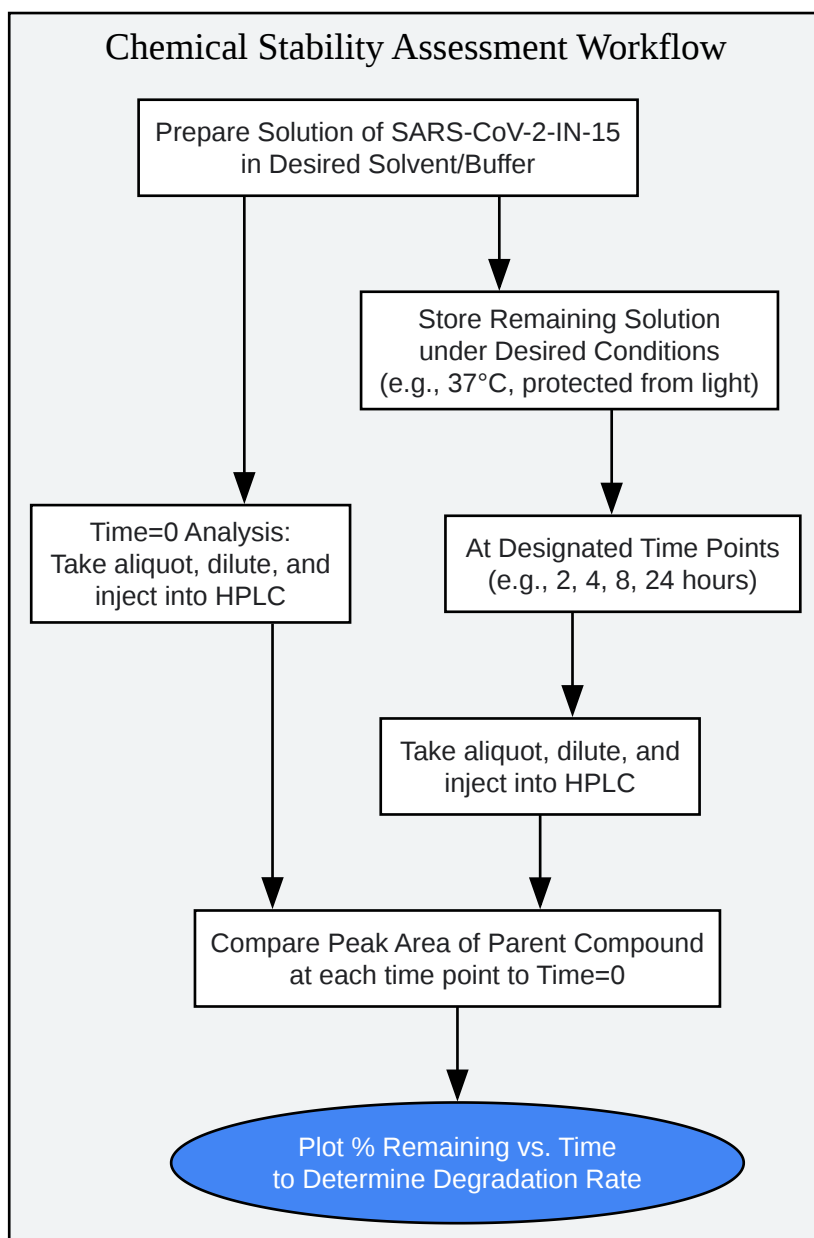 Chemical Stability Assessment Workflow
Prepare Solution of SARS-CoV-2-IN-15
in Desired Solvent/Buffer
Store Remaining Solution
under Desired Conditions
(e.g., 37°C, protected from light)
Time=0 Analysis:
Take aliquot, dilute, and
inject into HPLC
At Designated Time Points
(e.g., 2, 4, 8, 24 hours)
Take aliquot, dilute, and
inject into HPLC
Compare Peak Area of Parent Compound
at each time point to Time=0
Plot % Remaining vs. Time
to Determine Degradation Rate